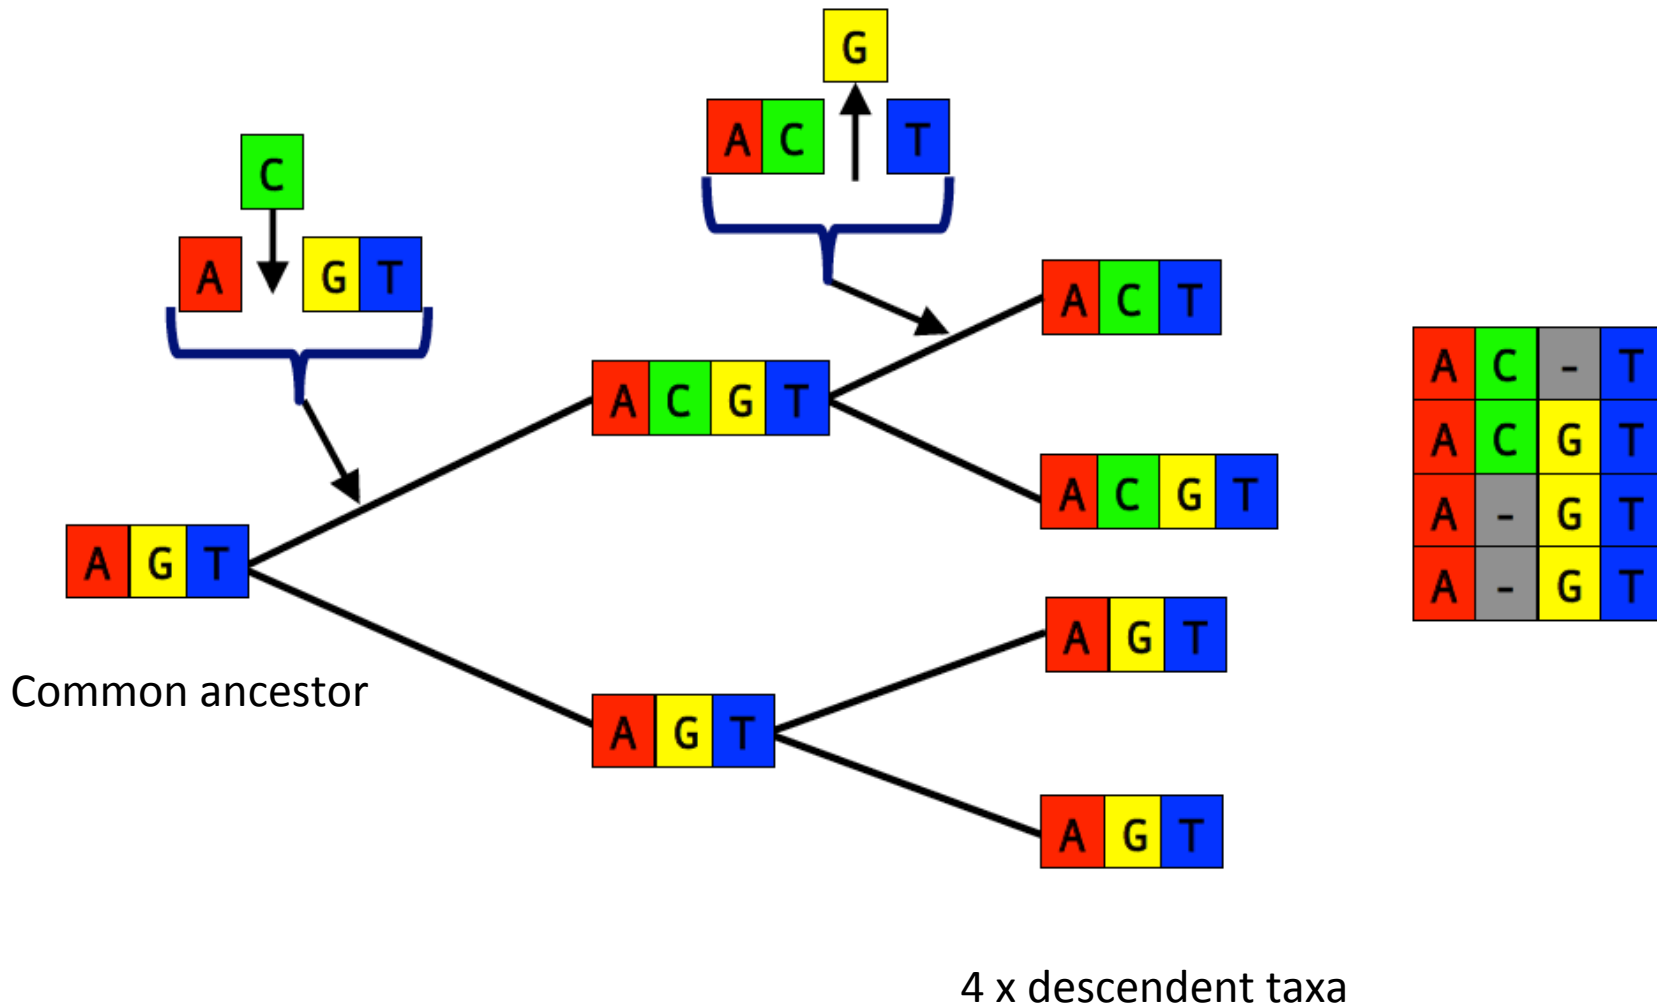 G
A C T
C
A G T
A C T
A C - T
A C G T
A C G T
A C G T
A - G T
A G T
A - G T
A G T
Common ancestor
A G T
A G T
4 x descendent taxa